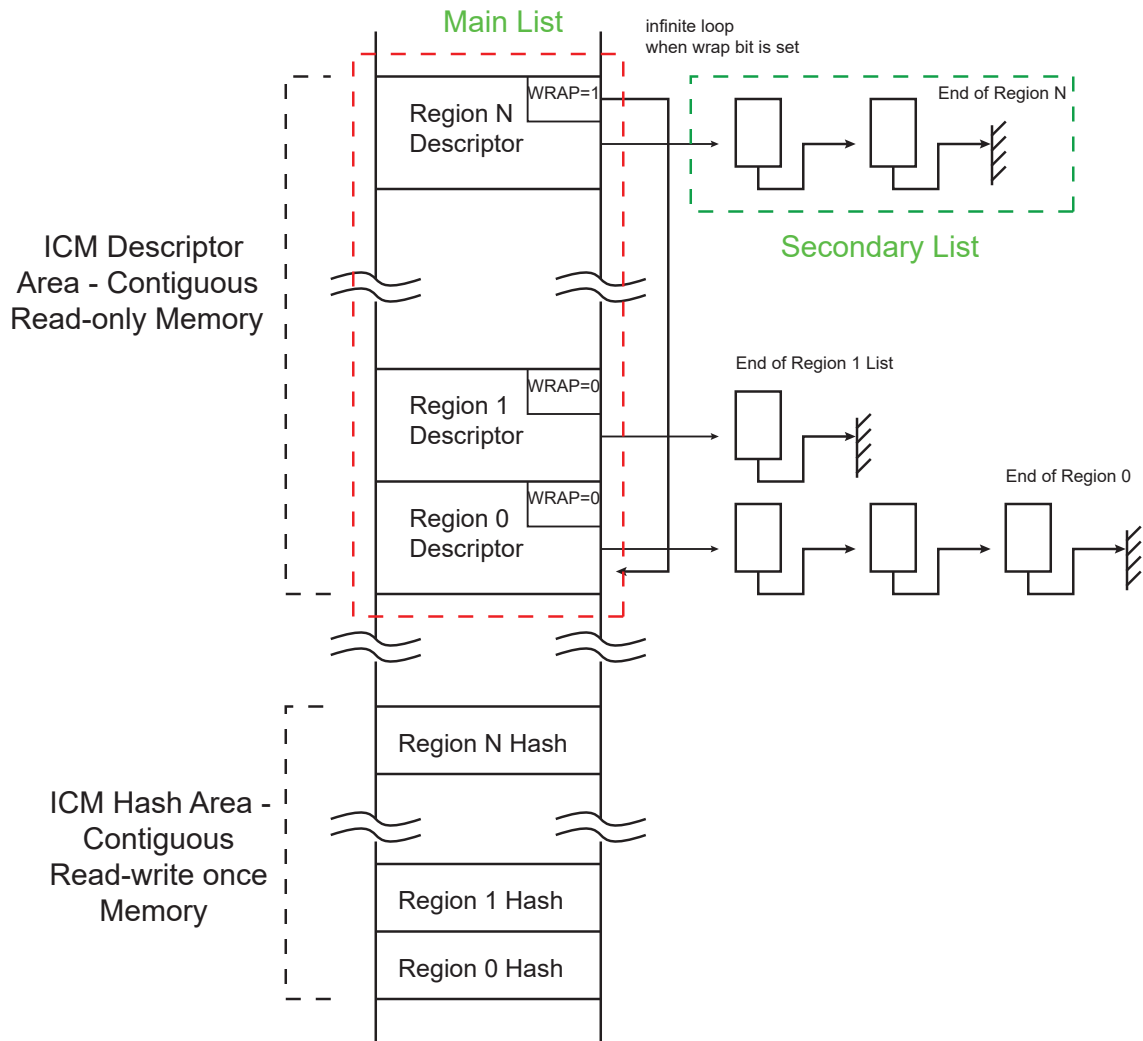 Main List
infinite loop
when wrap bit is set
WRAP=1
Region N
Descriptor
End of Region N
Secondary List
ICM Descriptor
Area - Contiguous
Read-only Memory
End of Region 1 List
WRAP=0
Region 1
Descriptor
End of Region 0
WRAP=0
Region 0
Descriptor
Region N Hash
ICM Hash Area -
Contiguous
Read-write once
Memory
Region 1 Hash
Region 0 Hash